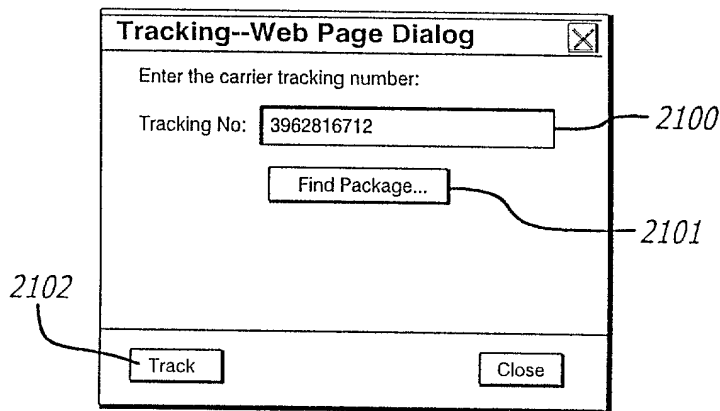 Tracking--Web Page Dialog
Enter the carrier tracking number:
Tracking No: 3962816712
2100
Find Package...
2101
2102
Track Close